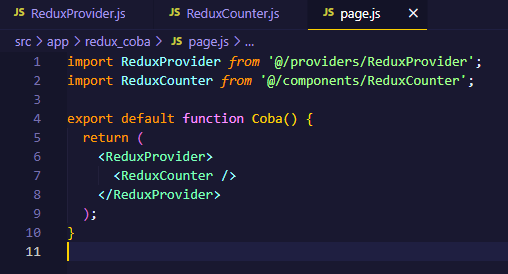 JS ReduxProvider.js JS ReduxCounter.js JS page.js ×
src > app > redux_coba > JS page.js > ...
1 import ReduxProvider from '@/providers/ReduxProvider';
2 import ReduxCounter from '@/components/ReduxCounter';
3
4 export default function Coba() {
5   return (
6     <ReduxProvider>
7       <ReduxCounter />
8     </ReduxProvider>
9   );
10 }
11